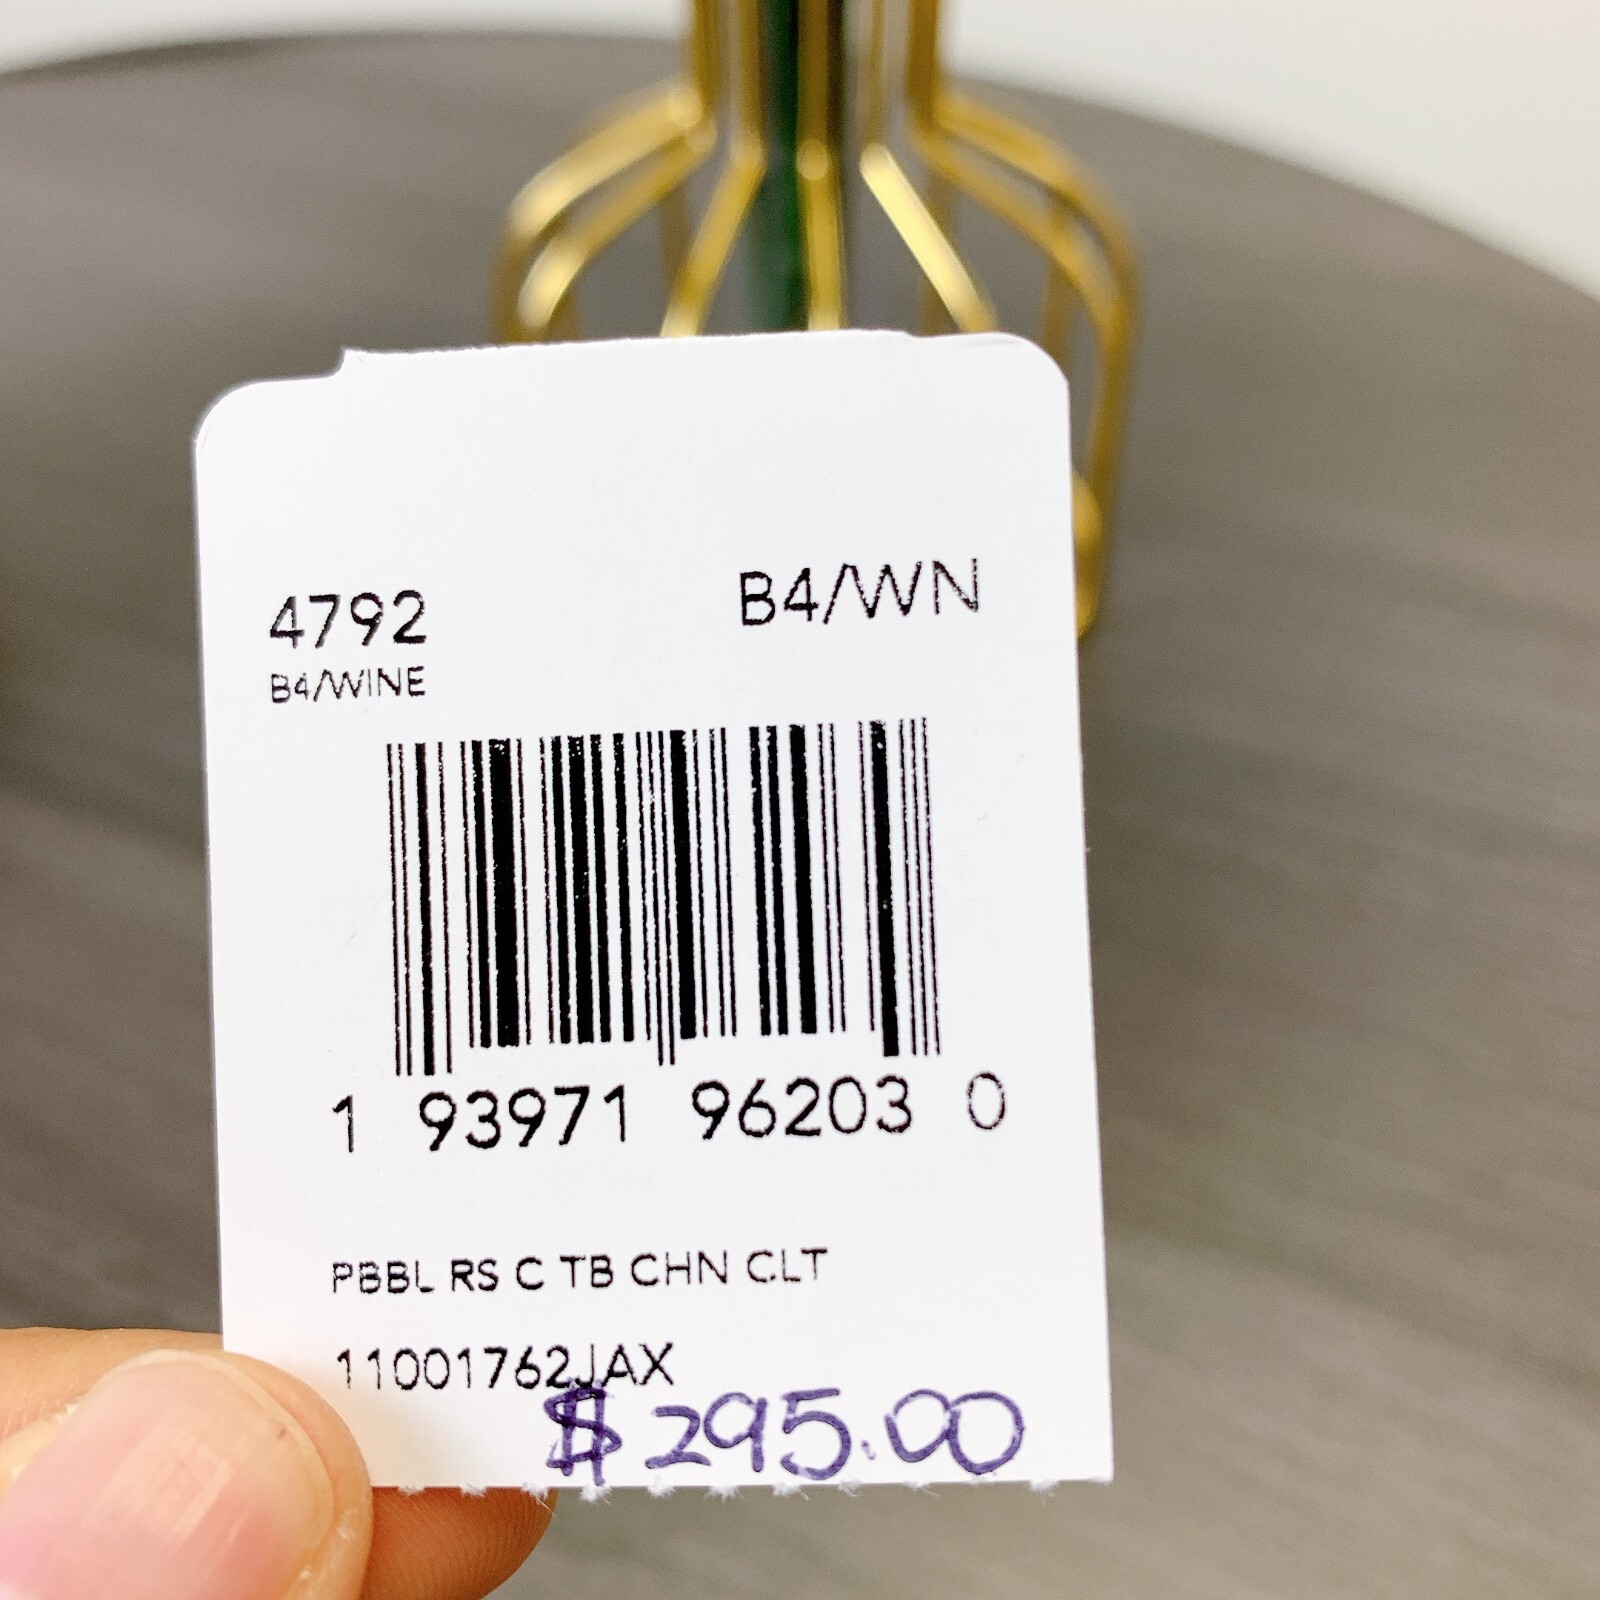 4792 B4/WN
B4/WINE
1 93971 96203 0
PBBL RS C TB CHN CLT
11001762JAX
$295.00